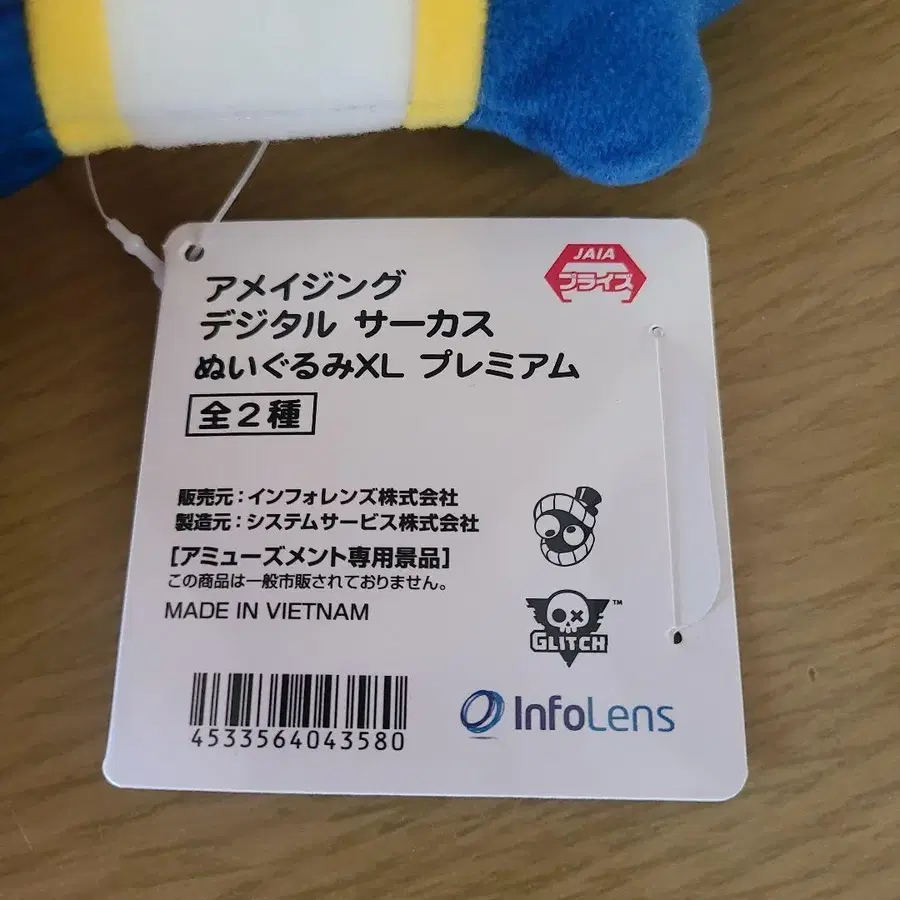 JAIA
プライズ
アメイジング
デジタル サーカス
ぬいぐるみXL プレミアム
全2種
販売元：インフォレンズ株式会社
製造元：システムサービス株式会社
[アミューズメント専用景品]
この商品は一般市販されておりません。
MADE IN VIETNAM
GLITCH™
4533564043580
InfoLens